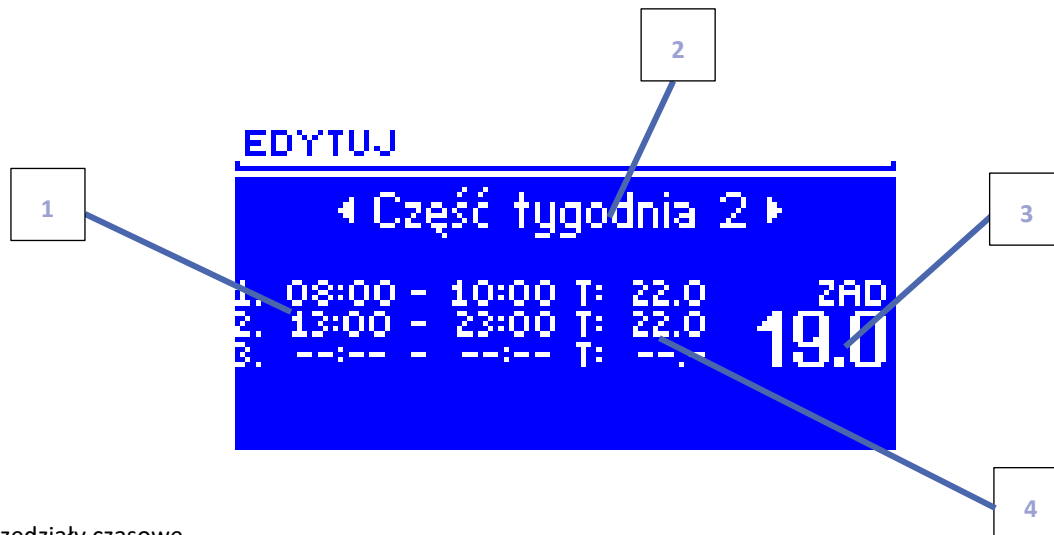 2
EDYTUJ
1
Część tygodnia 2
3
1. 08:00 - 10:00 T: 22.0 ZAD
2. 13:00 - 23:00 T: 22.0 19.0
3. --:-- - --:-- T: --.-
4
czasowe